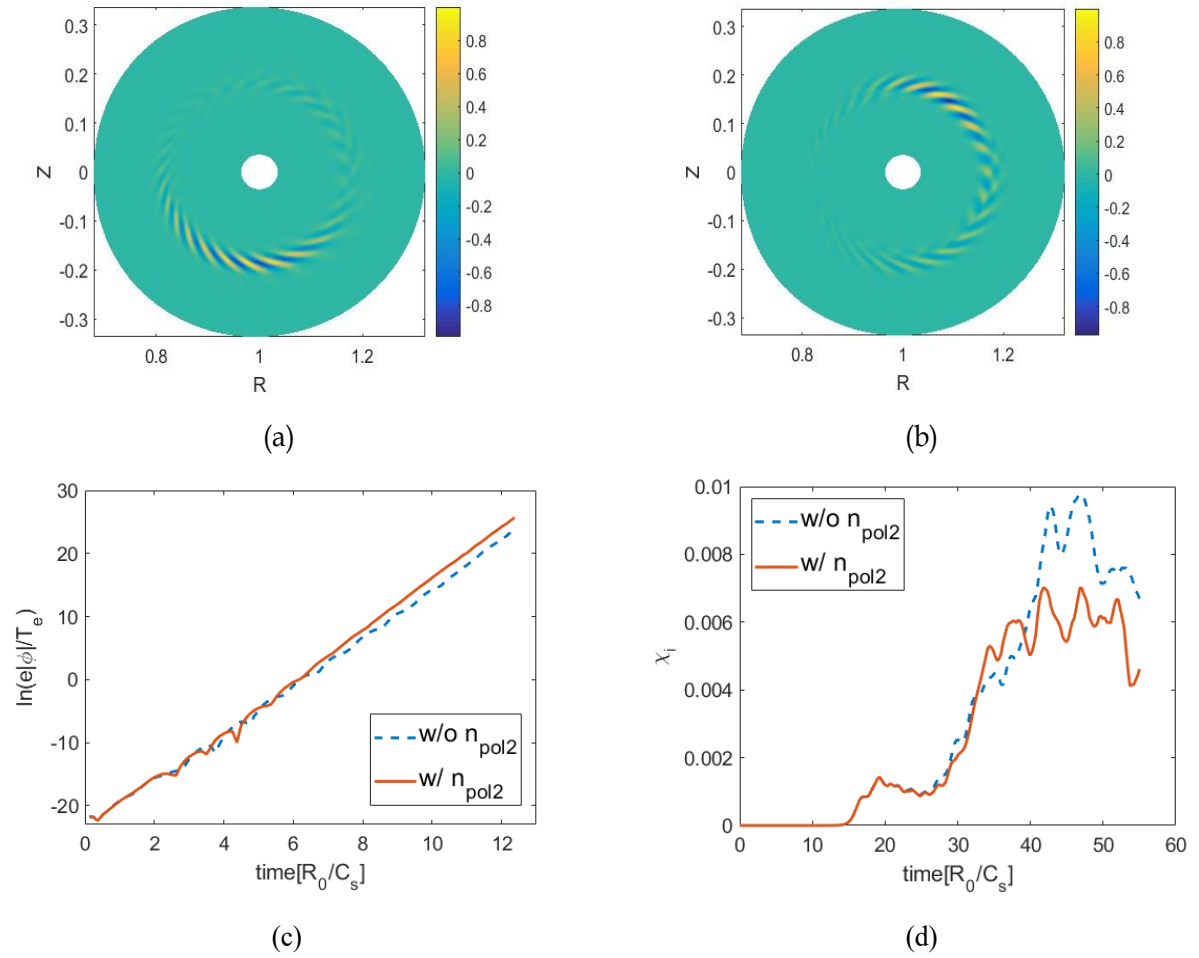 0.3
0.2
0.1
0
-0.1
-0.2
-0.3
Z
0.8
1
1.2
R
0.8
0.6
0.4
0.2
0
-0.2
-0.4
-0.6
-0.8
(a)
0.3
0.2
0.1
0
-0.1
-0.2
-0.3
Z
0.8
1
1.2
R
0.8
0.6
0.4
0.2
0
-0.2
-0.4
-0.6
-0.8
(b)
30
20
10
0
-10
-20
ln(e|ϕ|/T_e)
w/o n_pol2
w/ n_pol2
0 2 4 6 8 10 12
time[R_0/C_s]
(c)
0.01
0.008
0.006
0.004
0.002
0
χ_i
w/o n_pol2
w/ n_pol2
0 10 20 30 40 50 60
time[R_0/C_s]
(d)